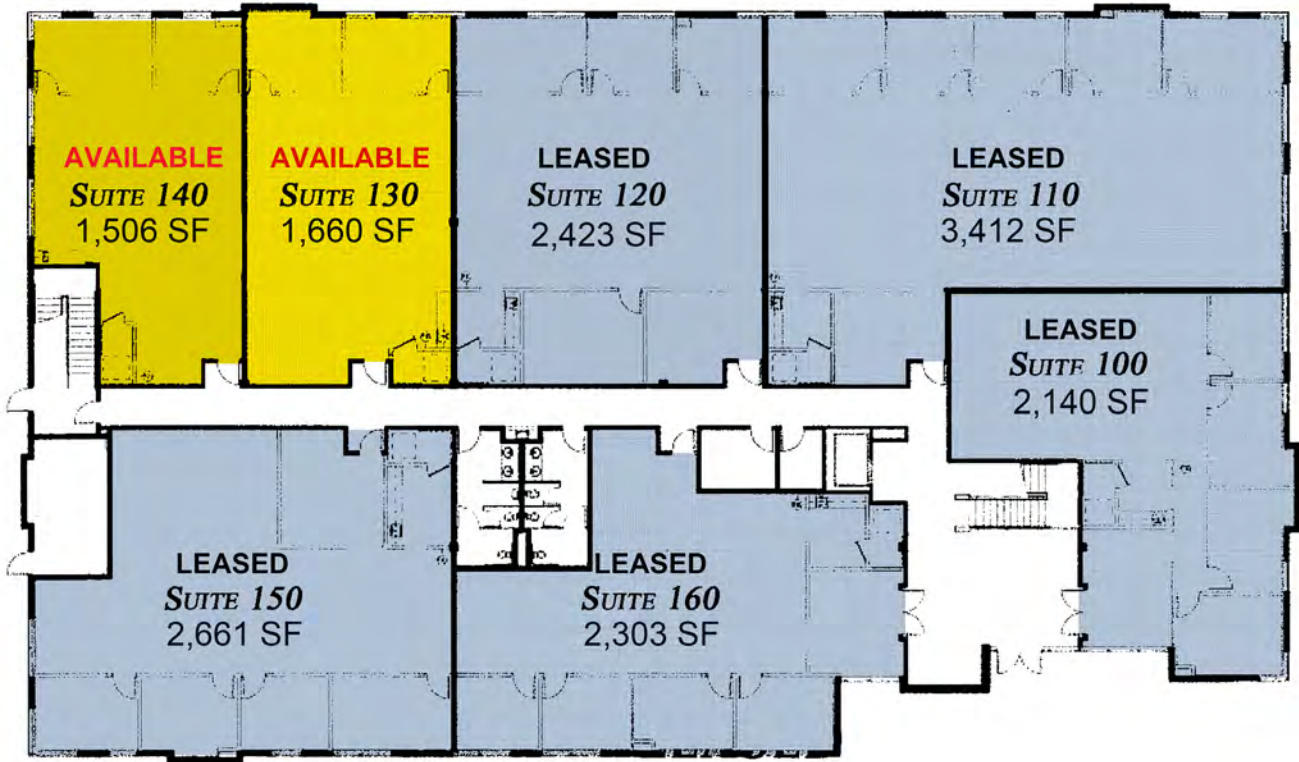 AVAILABLE
SUITE 140
1,506 SF
AVAILABLE
SUITE 130
1,660 SF
LEASED
SUITE 120
2,423 SF
LEASED
SUITE 110
3,412 SF
LEASED
SUITE 100
2,140 SF
LEASED
SUITE 150
2,661 SF
LEASED
SUITE 160
2,303 SF